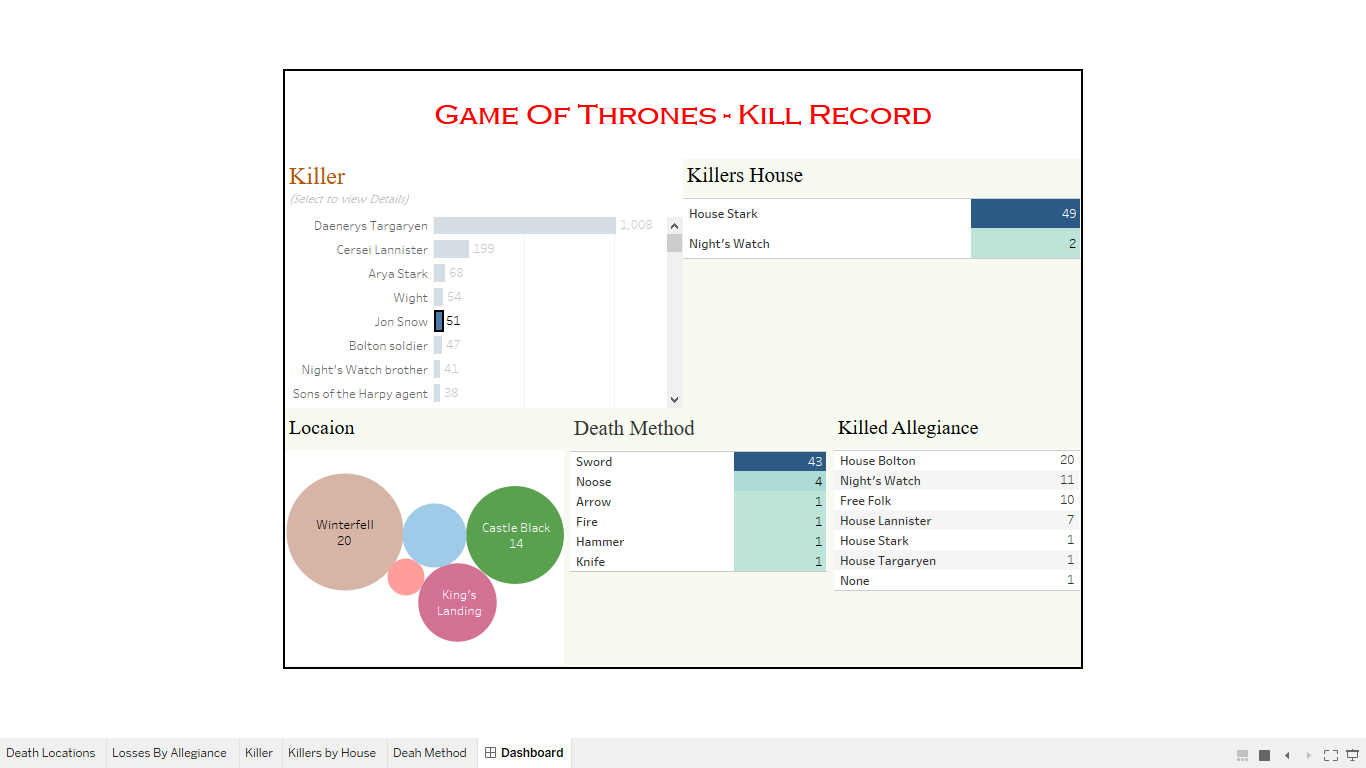 Game Of Thrones - Kill Record
Killer
(Select to view Details)
Daenerys Targaryen 1,008
Cersei Lannister 199
Arya Stark 68
Wight 54
Jon Snow 51
Bolton soldier 47
Night's Watch brother 41
Sons of the Harpy agent 38
Killers House
House Stark 49
Night's Watch 2
Locaion
Winterfell
20
Castle Black
14
King's
Landing
Death Method
Sword 43
Noose 4
Arrow 1
Fire 1
Hammer 1
Knife 1
Killed Allegiance
House Bolton 20
Night's Watch 11
Free Folk 10
House Lannister 7
House Stark 1
House Targaryen 1
None 1
Death Locations Losses By Allegiance Killer Killers by House Deah Method Dashboard